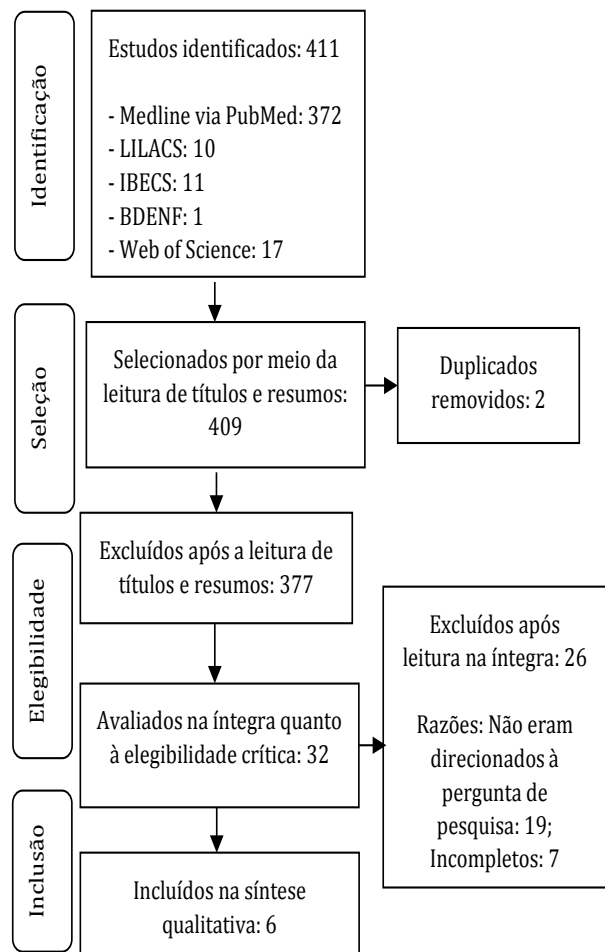 Identificação
Estudos identificados: 411
- Medline via PubMed: 372
- LILACS: 10
- IBECS: 11
- BDENF: 1
- Web of Science: 17
Seleção
Selecionados por meio da
leitura de títulos e resumos:
409
Duplicados
removidos: 2
Elegibilidade
Excluídos após a leitura de
títulos e resumos: 377
Avaliados na íntegra quanto
à elegibilidade crítica: 32
Excluídos após
leitura na íntegra: 26
Razões: Não eram
direcionados à
pergunta de
pesquisa: 19;
Incompletos: 7
Inclusão
Incluídos na síntese
qualitativa: 6